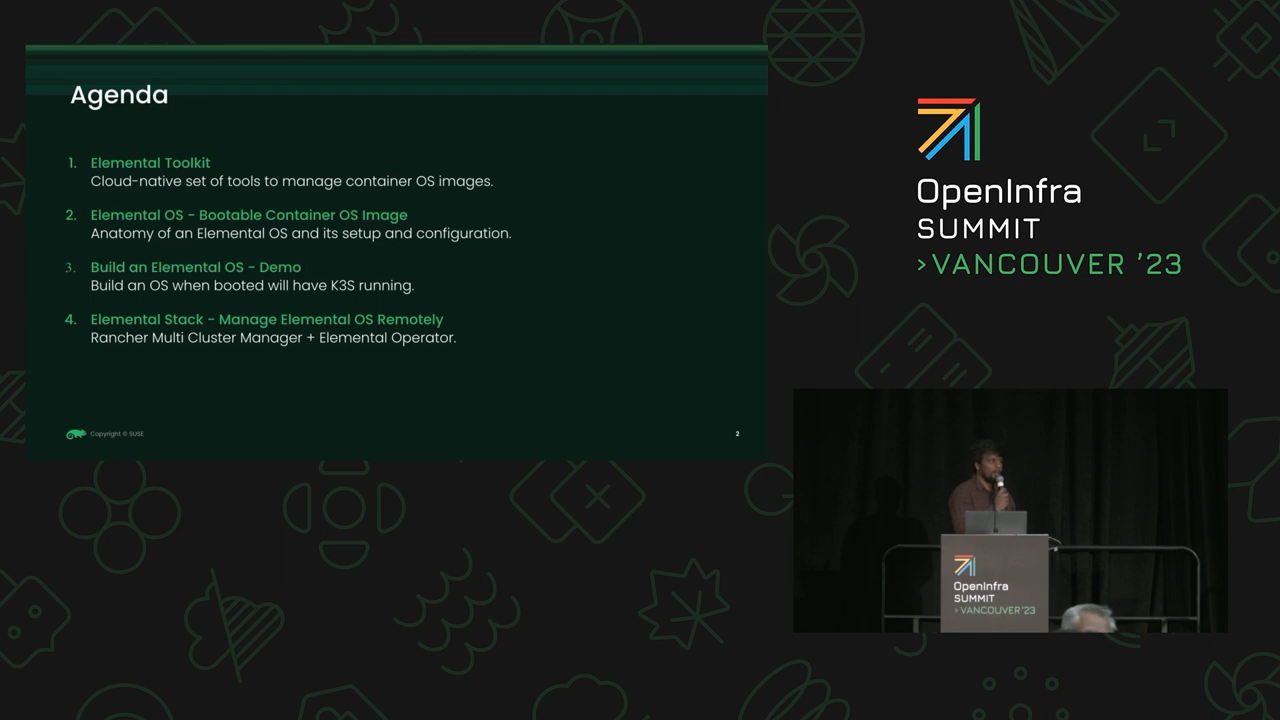 Agenda
1. Elemental Toolkit
Cloud-native set of tools to manage container OS images.
2. Elemental OS - Bootable Container OS Image
Anatomy of an Elemental OS and its setup and configuration.
3. Build an Elemental OS - Demo
Build an OS when booted will have K3S running.
4. Elemental Stack - Manage Elemental OS Remotely
Rancher Multi Cluster Manager + Elemental Operator.
Copyright © SUSE
2
OpenInfra
SUMMIT
>VANCOUVER '23
OpenInfra
SUMMIT
>VANCOUVER '23